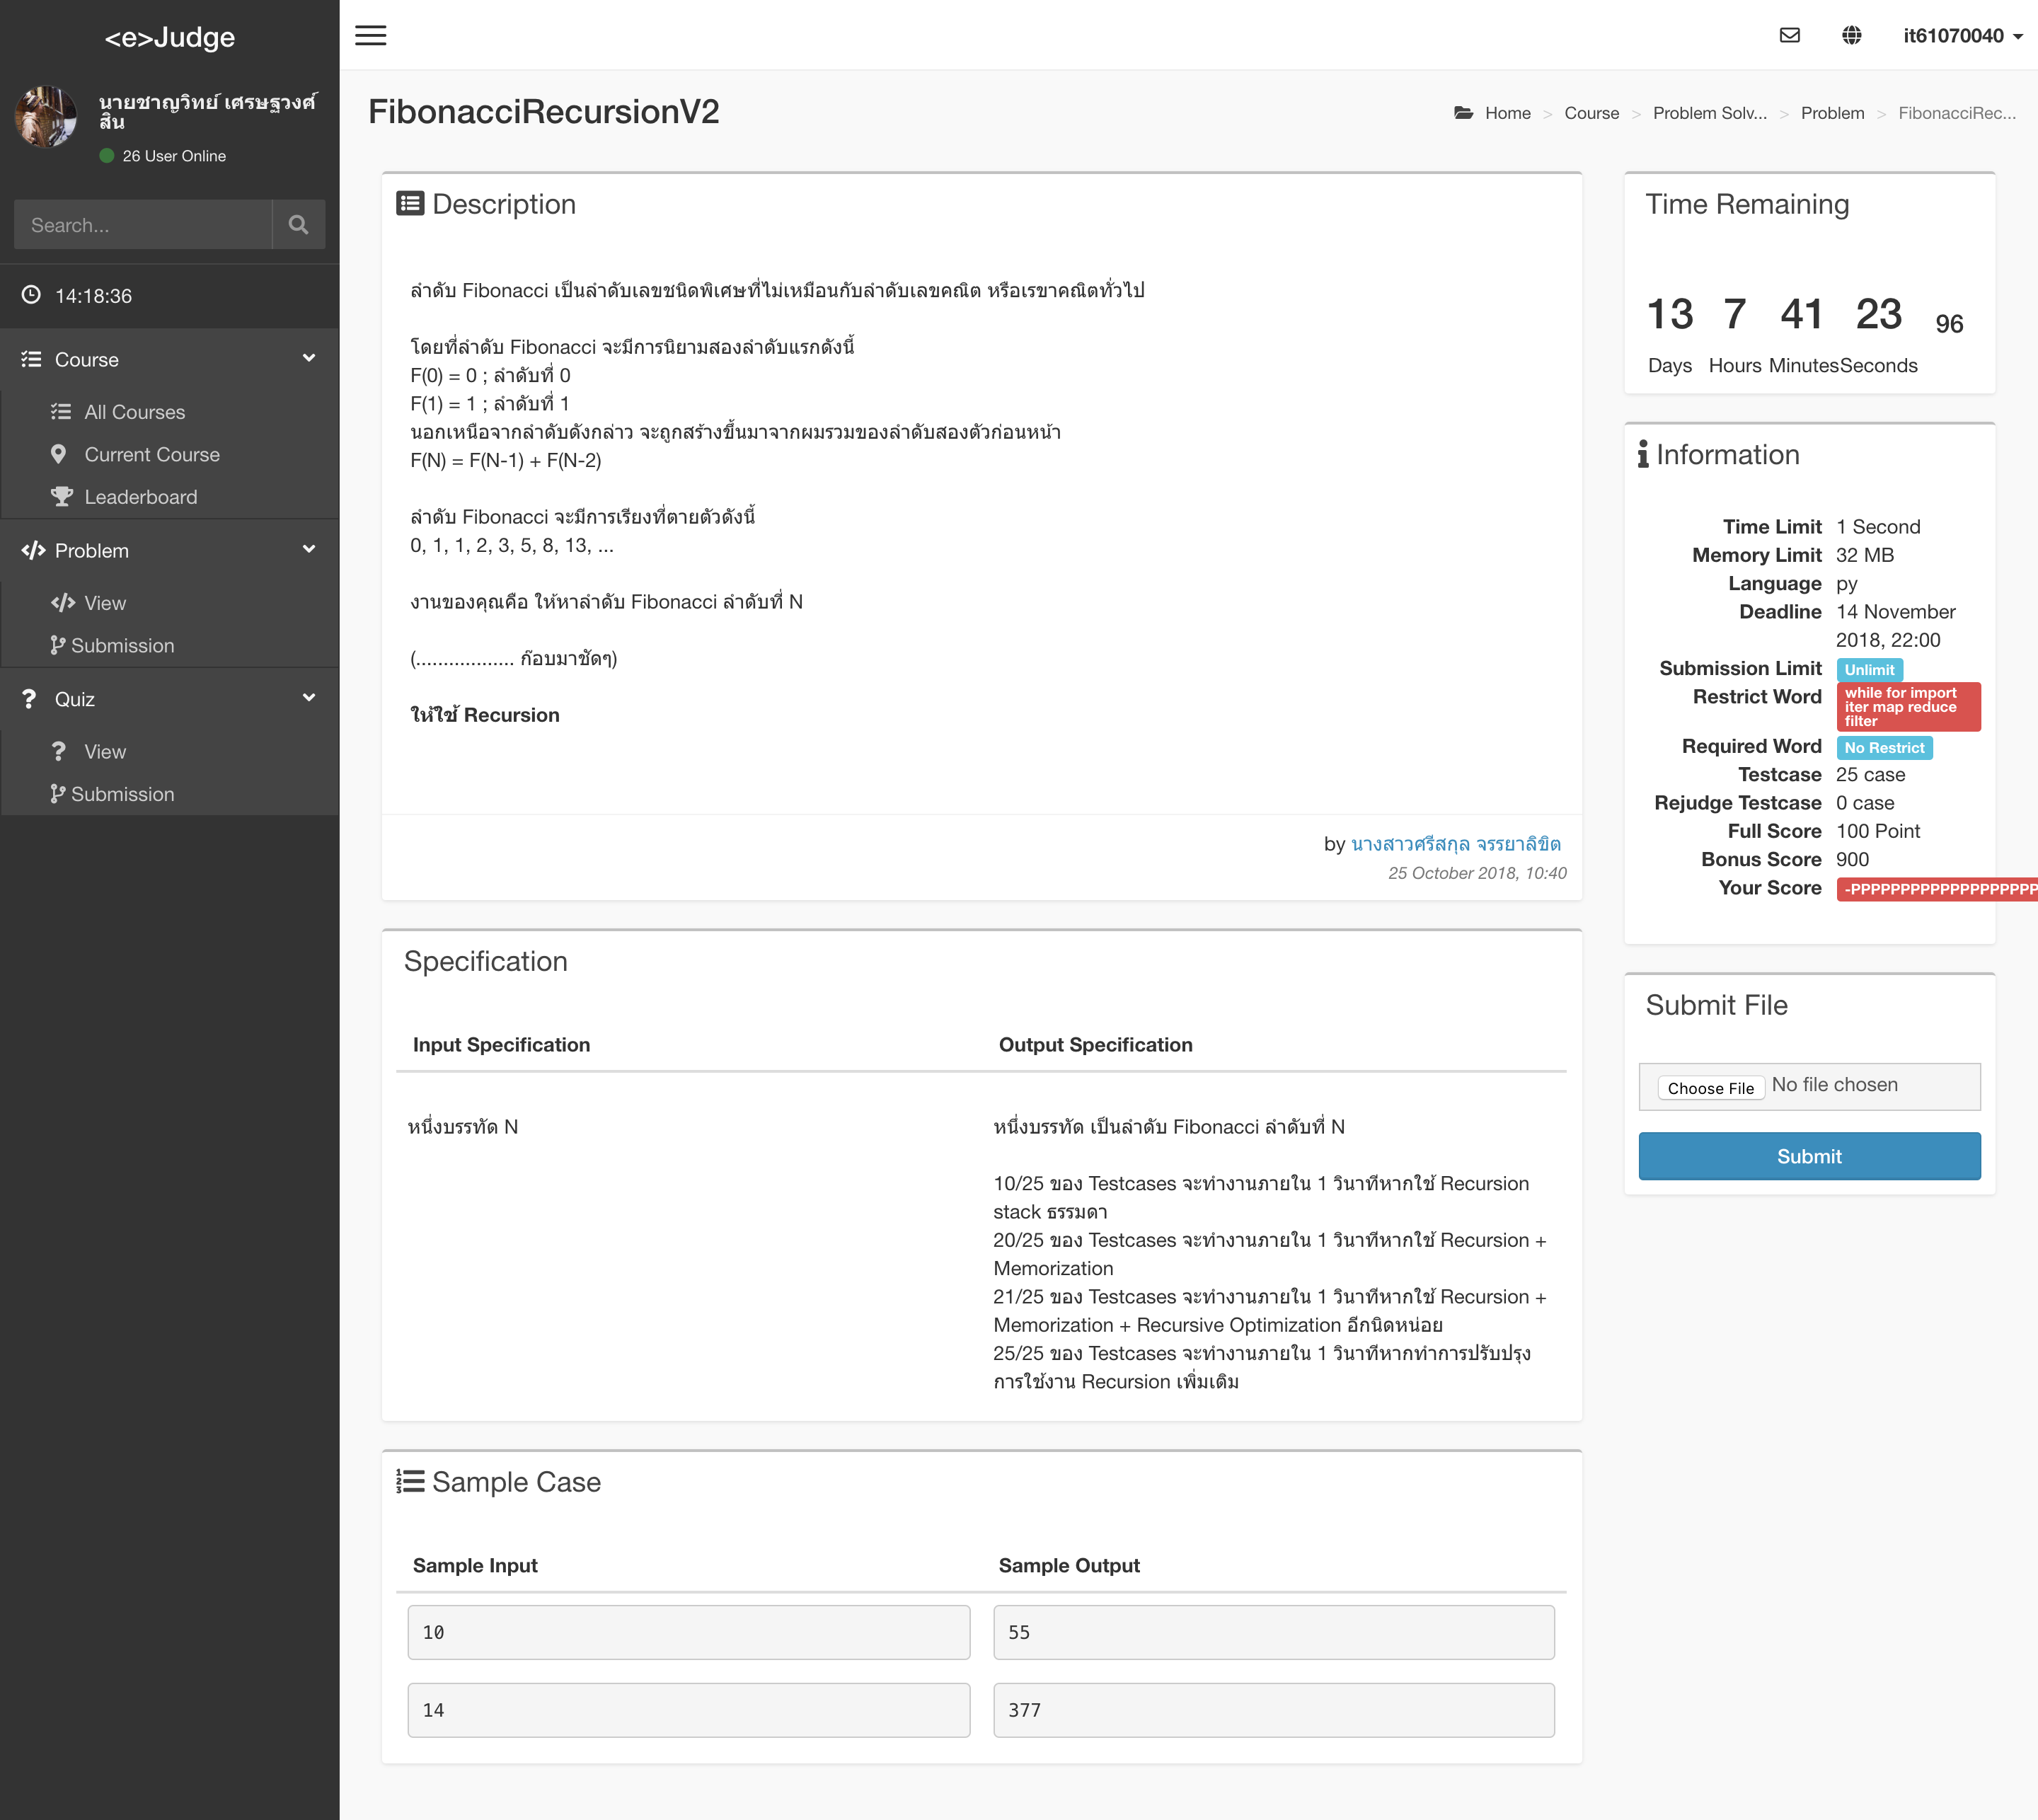 <e>Judge
นายชาญวิทย์ เศรษฐวงศ์
สิน
26 User Online
Search...
14:18:36
Course
All Courses
Current Course
Leaderboard
Problem
View
Submission
Quiz
View
Submission
it61070040
FibonacciRecursionV2
Home > Course > Problem Solv... > Problem > FibonacciRec...
Description
ลำดับ Fibonacci เป็นลำดับเลขชนิดพิเศษที่ไม่เหมือนกับลำดับเลขคณิต หรือเรขาคณิตทั่วไป
โดยที่ลำดับ Fibonacci จะมีการนิยามสองลำดับแรกดังนี้
F(0) = 0 ; ลำดับที่ 0
F(1) = 1 ; ลำดับที่ 1
นอกเหนือจากลำดับดังกล่าว จะถูกสร้างขึ้นมาจากผมรวมของลำดับสองตัวก่อนหน้า
F(N) = F(N-1) + F(N-2)
ลำดับ Fibonacci จะมีการเรียงที่ตายตัวดังนี้
0, 1, 1, 2, 3, 5, 8, 13, ...
งานของคุณคือ ให้หาลำดับ Fibonacci ลำดับที่ N
(.................. ก๊อบมาชัดๆ)
ให้ใช้ Recursion
by นางสาวศรีสกุล จรรยาลิขิต
25 October 2018, 10:40
Specification
Input Specification
Output Specification
หนึ่งบรรทัด N
หนึ่งบรรทัด เป็นลำดับ Fibonacci ลำดับที่ N
10/25 ของ Testcases จะทำงานภายใน 1 วินาทีหากใช้ Recursion
stack ธรรมดา
20/25 ของ Testcases จะทำงานภายใน 1 วินาทีหากใช้ Recursion +
Memorization
21/25 ของ Testcases จะทำงานภายใน 1 วินาทีหากใช้ Recursion +
Memorization + Recursive Optimization อีกนิดหน่อย
25/25 ของ Testcases จะทำงานภายใน 1 วินาทีหากทำการปรับปรุง
การใช้งาน Recursion เพิ่มเติม
Sample Case
Sample Input
Sample Output
10
55
14
377
Time Remaining
13 7 41 23 96
Days Hours Minutes Seconds
Information
Time Limit 1 Second
Memory Limit 32 MB
Language py
Deadline 14 November
2018, 22:00
Submission Limit Unlimit
Restrict Word while for import
iter map reduce
filter
Required Word No Restrict
Testcase 25 case
Rejudge Testcase 0 case
Full Score 100 Point
Bonus Score 900
Your Score -PPPPPPPPPPPPPPPPPPP
Submit File
Choose File No file chosen
Submit